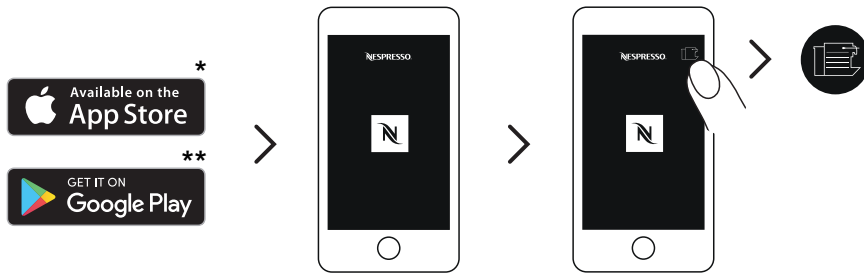 *
Available on the
App Store
**
GET IT ON
Google Play
NESPRESSO
N
NESPRESSO
N